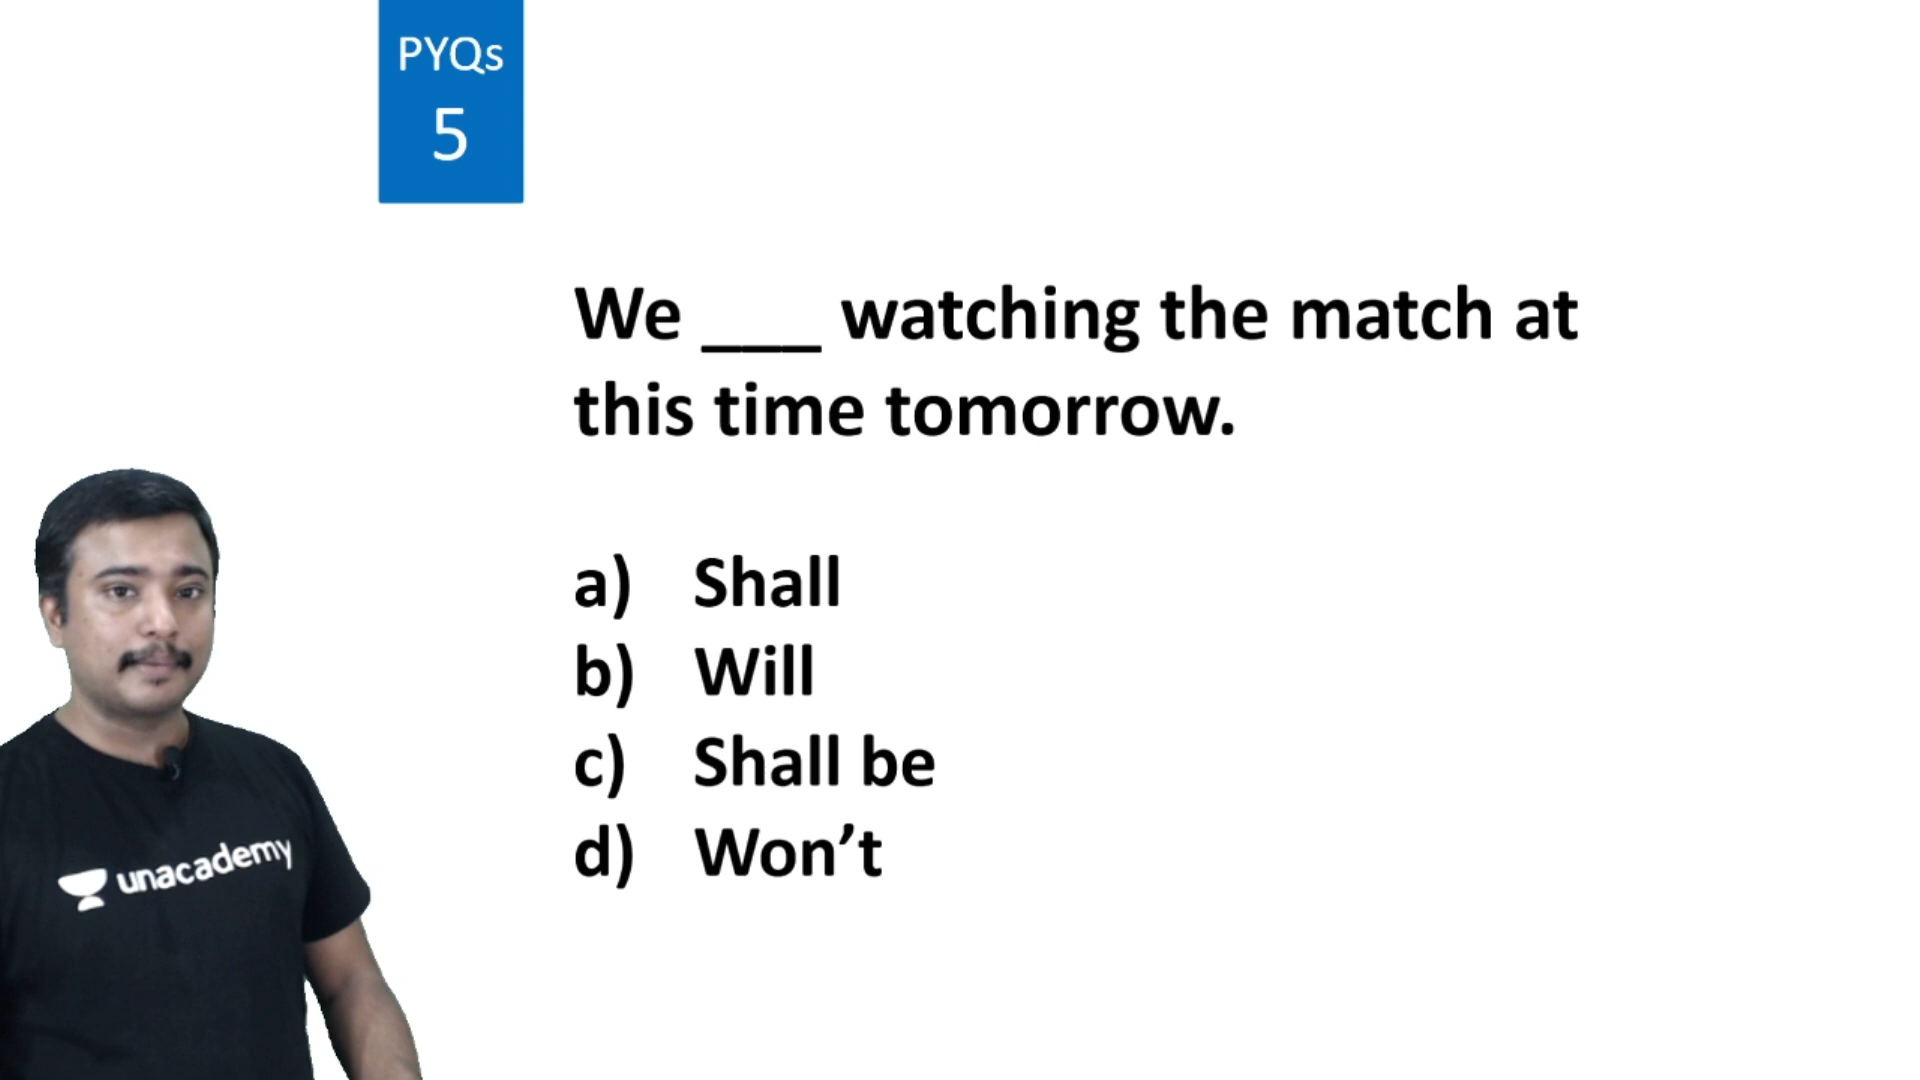 PYQs
5
We ___ watching the match at
this time tomorrow.
a) Shall
b) Will
c) Shall be
d) Won’t
unacademy